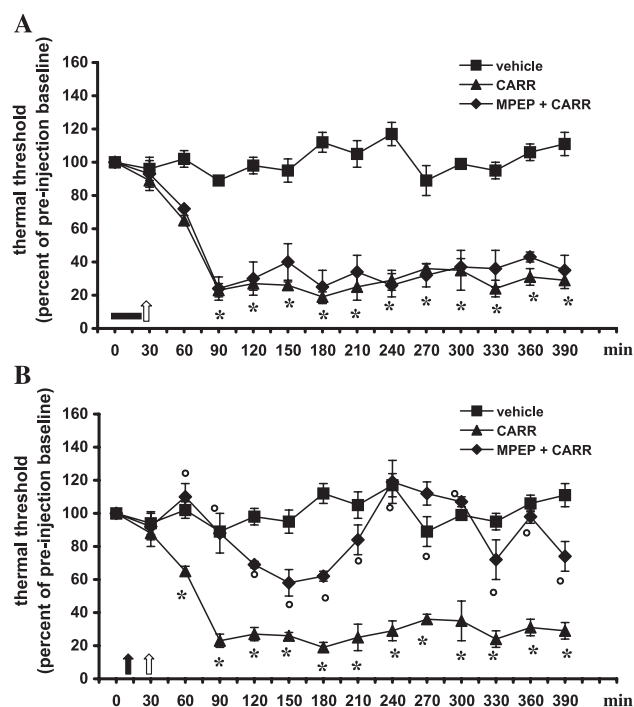 A
thermal threshold
(percent of pre-injection baseline)
vehicle
CARR
MPEP + CARR
160
140
120
100
80
60
40
20
0
* * * * * * * * * * *
0 30 60 90 120 150 180 210 240 270 300 330 360 390 min
B
thermal threshold
(percent of pre-injection baseline)
vehicle
CARR
MPEP + CARR
160
140
120
100
80
60
40
20
0
*
* * * * * * * * * * *
0 30 60 90 120 150 180 210 240 270 300 330 360 390 min